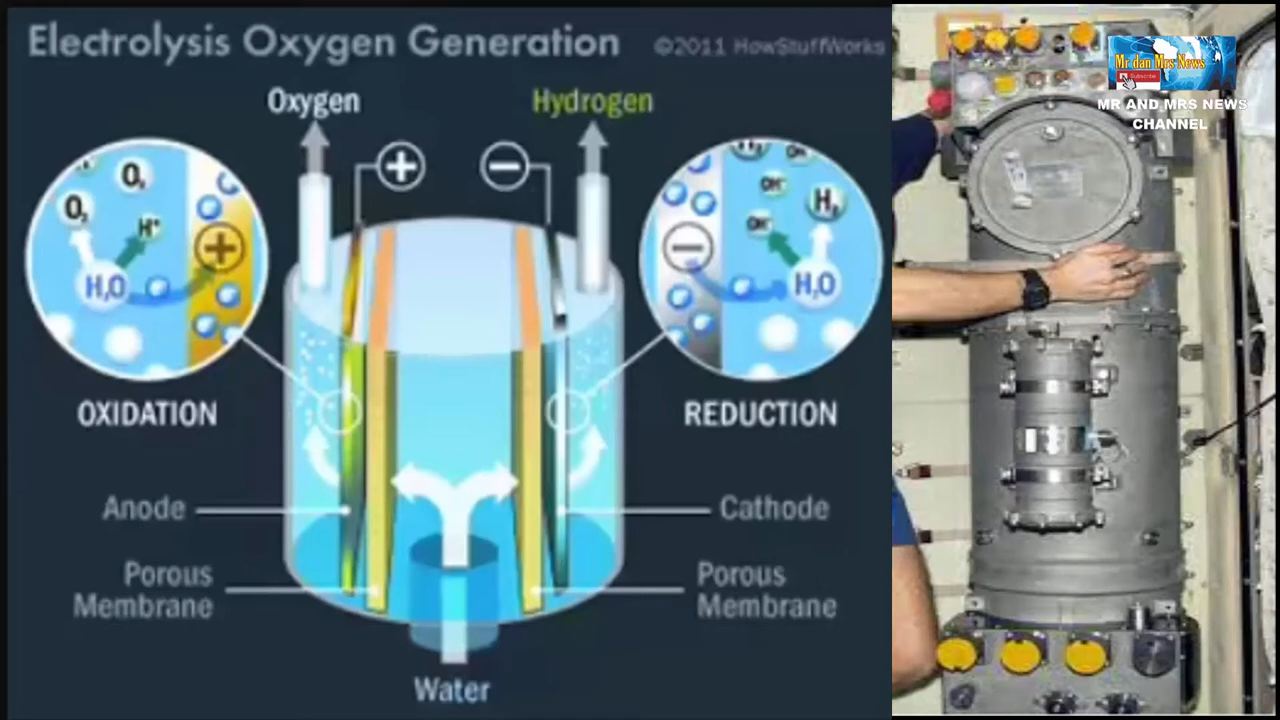 Electrolysis Oxygen Generation
©2011 HowStuffWorks
Oxygen
Hydrogen
O₂
O₂
H⁺
H₂O
OH⁻
OH⁻
H₂
H₂O
OXIDATION
REDUCTION
Anode
Cathode
Porous
Membrane
Porous
Membrane
Water
Mr dan Mrs News
Subscribe
MR AND MRS NEWS
CHANNEL